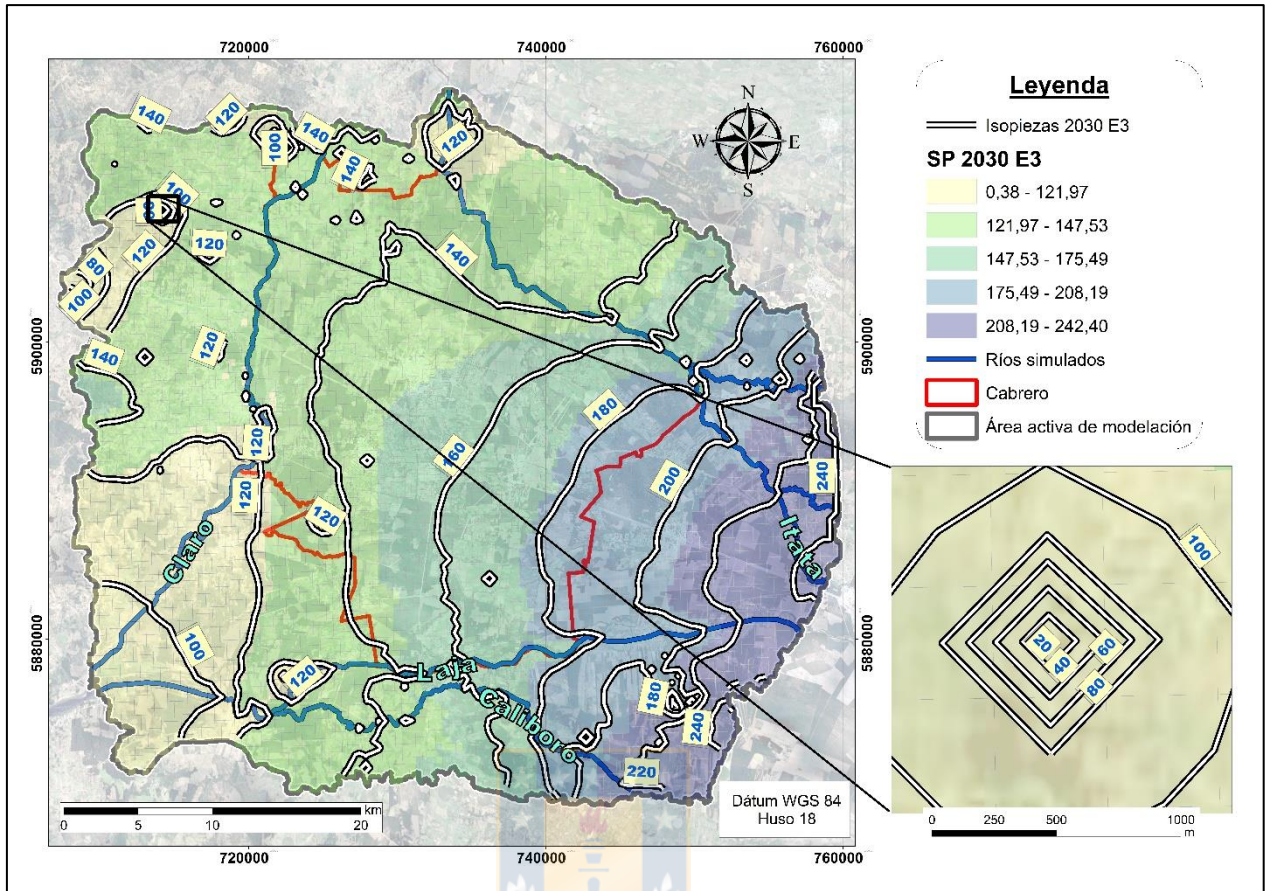 720000
740000
760000
140
120
100
140
140
120
N
W
E
S
100
80
120
120
80
100
140
5900000
5900000
140
120
180
160
200
240
120
120
120
Claro
Itata
100
5880000
5880000
120
Laja
Caliboro
180
240
220
km
0
5
10
20
Dátum WGS 84
Huso 18
720000
740000
760000
Leyenda
Isopiezas 2030 E3
SP 2030 E3
0,38 - 121,97
121,97 - 147,53
147,53 - 175,49
175,49 - 208,19
208,19 - 242,40
Ríos simulados
Cabrero
Área activa de modelación
100
20
40
60
80
0
250
500
1000
m